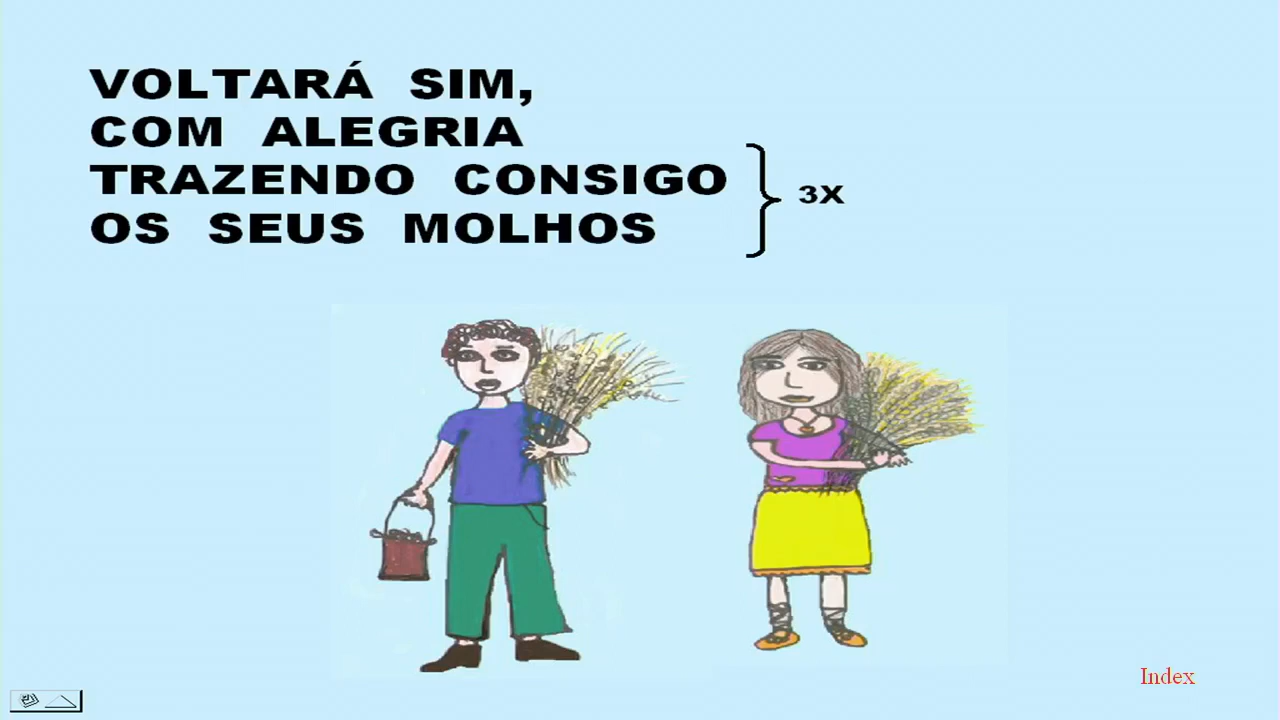 VOLTARÁ SIM,
COM ALEGRIA
TRAZENDO CONSIGO
OS SEUS MOLHOS
3X
Index